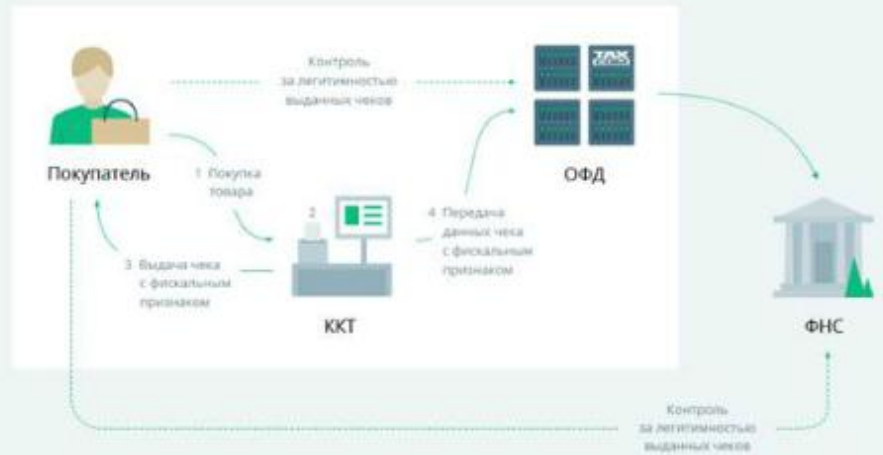 Контроль
за легитимностью
выданных чеков
TAX
Покупатель
1 Покупка
товара
ОФД
2
4 Передача
данных чека
с фискальным
признаком
3 Выдача чека
с фискальным
признаком
ККТ
ФНС
Контроль
за легитимностью
выданных чеков